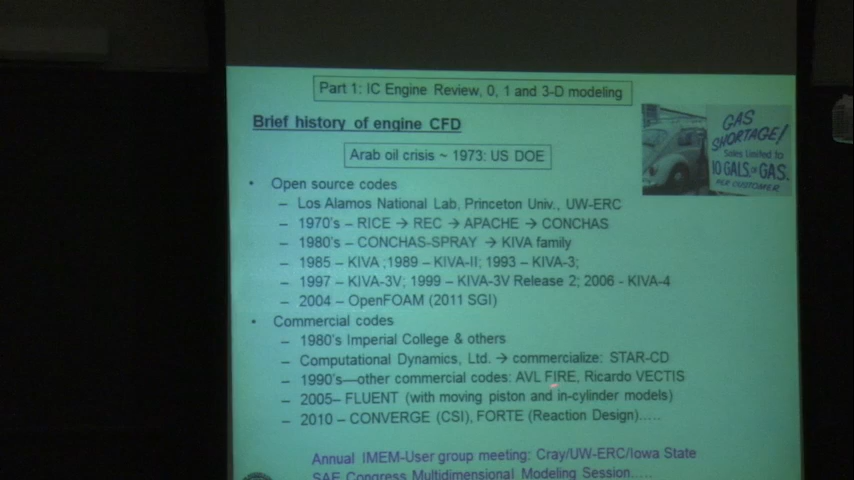 Part 1: IC Engine Review, 0, 1 and 3-D modeling
Brief history of engine CFD
Arab oil crisis ~ 1973: US DOE
GAS
SHORTAGE!
Sales Limited to
10 GALS. OF GAS.
PER CUSTOMER
• Open source codes
– Los Alamos National Lab, Princeton Univ., UW-ERC
– 1970's – RICE → REC → APACHE → CONCHAS
– 1980's – CONCHAS-SPRAY → KIVA family
– 1985 – KIVA ;1989 – KIVA-II; 1993 – KIVA-3;
– 1997 – KIVA-3V; 1999 – KIVA-3V Release 2; 2006 - KIVA-4
– 2004 – OpenFOAM (2011 SGI)
• Commercial codes
– 1980's Imperial College & others
– Computational Dynamics, Ltd. → commercialize: STAR-CD
– 1990's—other commercial codes: AVL FIRE, Ricardo VECTIS
– 2005– FLUENT (with moving piston and in-cylinder models)
– 2010 – CONVERGE (CSI), FORTE (Reaction Design)…..
Annual IMEM-User group meeting: Cray/UW-ERC/Iowa State
SAE Congress Multidimensional Modeling Session…..